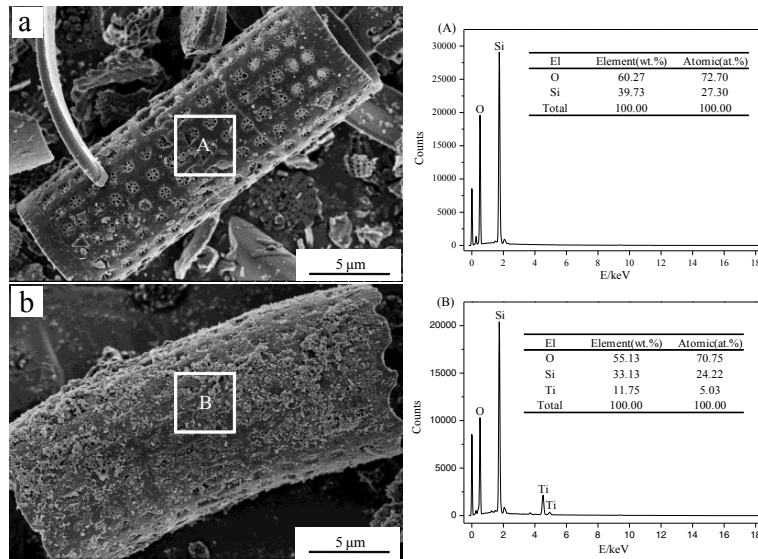 a
A
5 μm
(A)
Si
O
30000
25000
20000
15000
10000
5000
0
Counts
0 2 4 6 8 10 12 14 16 18
E/keV
El Element(wt.%) Atomic(at.%)
O 60.27 72.70
Si 39.73 27.30
Total 100.00 100.00
b
B
5 μm
(B)
Si
O
Ti
Ti
20000
15000
10000
5000
0
Counts
0 2 4 6 8 10 12 14 16 18
E/keV
El Element(wt.%) Atomic(at.%)
O 55.13 70.75
Si 33.13 24.22
Ti 11.75 5.03
Total 100.00 100.00